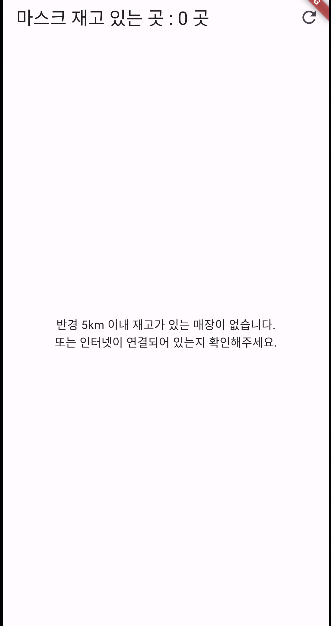 마스크 재고 있는 곳 : 0 곳
반경 5km 이내 재고가 있는 매장이 없습니다.
또는 인터넷이 연결되어 있는지 확인해주세요.